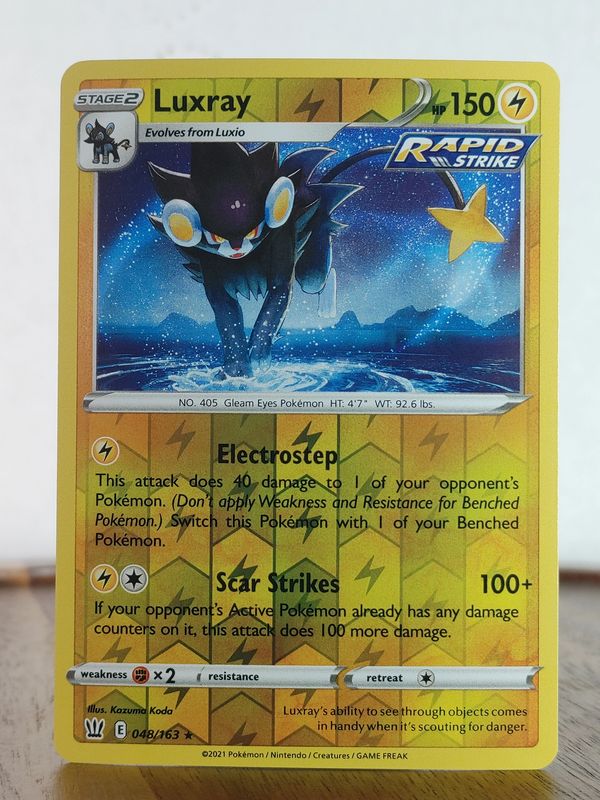 STAGE 2 Luxray HP 150
Evolves from Luxio
RAPID
STRIKE
NO. 405 Gleam Eyes Pokémon HT: 4'7" WT: 92.6 lbs.
Electrostep
This attack does 40 damage to 1 of your opponent's
Pokémon. (Don't apply Weakness and Resistance for Benched
Pokémon.) Switch this Pokémon with 1 of your Benched
Pokémon.
Scar Strikes 100+
If your opponent's Active Pokémon already has any damage
counters on it, this attack does 100 more damage.
weakness ×2 resistance retreat
Illus. Kazuma Koda
Luxray's ability to see through objects comes
in handy when it's scouting for danger.
E 048/163 ★
©2021 Pokémon / Nintendo / Creatures / GAME FREAK